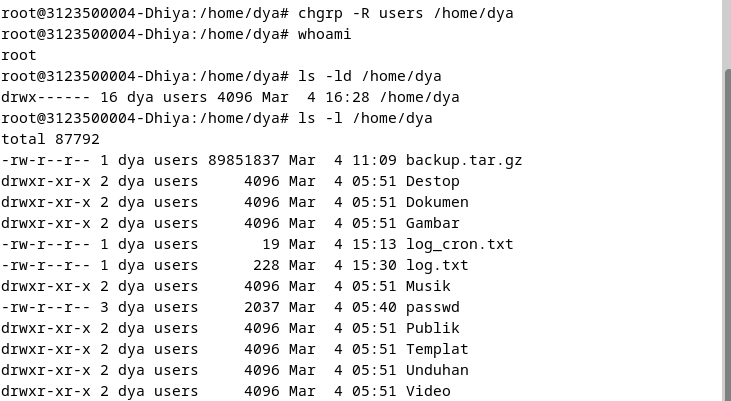 root@3123500004-Dhiya:/home/dya# chgrp -R users /home/dya
root@3123500004-Dhiya:/home/dya# whoami
root
root@3123500004-Dhiya:/home/dya# ls -ld /home/dya
drwx------ 16 dya users 4096 Mar  4 16:28 /home/dya
root@3123500004-Dhiya:/home/dya# ls -l /home/dya
total 87792
-rw-r--r-- 1 dya users 89851837 Mar  4 11:09 backup.tar.gz
drwxr-xr-x 2 dya users     4096 Mar  4 05:51 Destop
drwxr-xr-x 2 dya users     4096 Mar  4 05:51 Dokumen
drwxr-xr-x 2 dya users     4096 Mar  4 05:51 Gambar
-rw-r--r-- 1 dya users       19 Mar  4 15:13 log_cron.txt
-rw-r--r-- 1 dya users      228 Mar  4 15:30 log.txt
drwxr-xr-x 2 dya users     4096 Mar  4 05:51 Musik
-rw-r--r-- 3 dya users     2037 Mar  4 05:40 passwd
drwxr-xr-x 2 dya users     4096 Mar  4 05:51 Publik
drwxr-xr-x 2 dya users     4096 Mar  4 05:51 Templat
drwxr-xr-x 2 dya users     4096 Mar  4 05:51 Unduhan
drwxr-xr-x 2 dya users     4096 Mar  4 05:51 Video